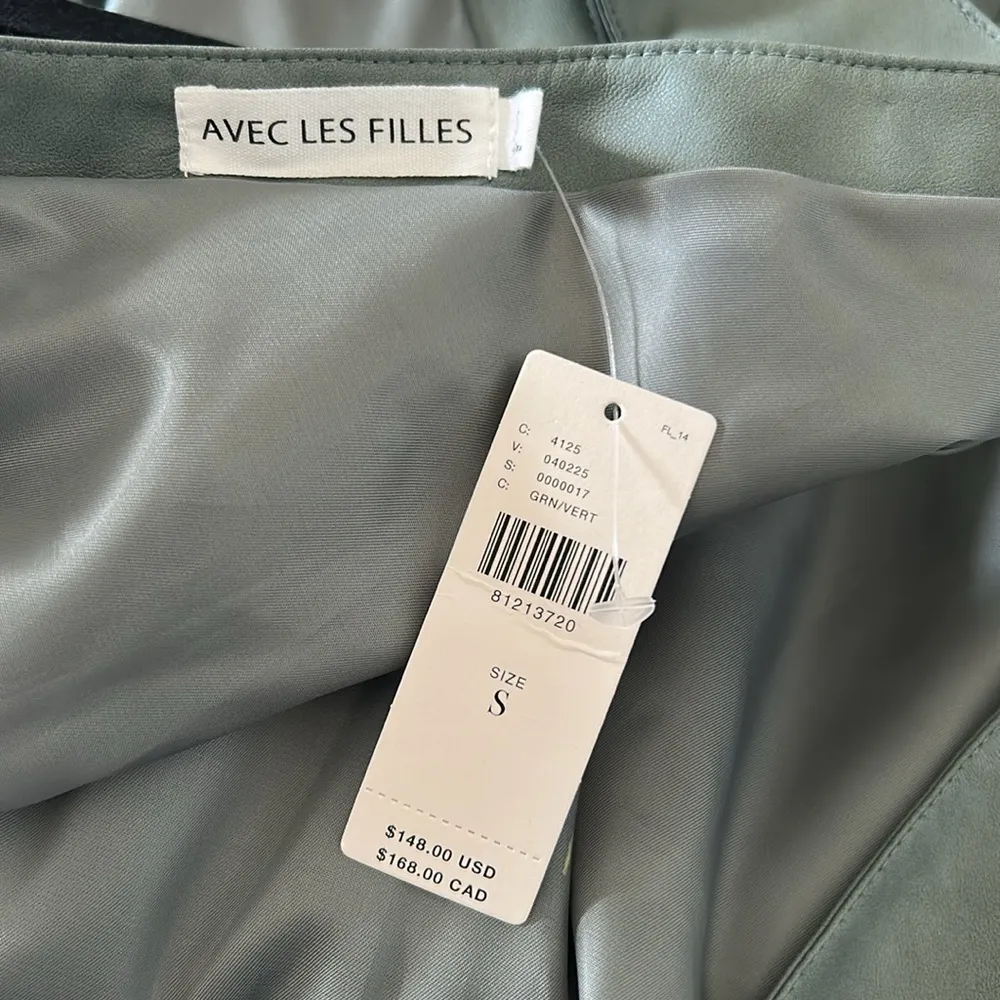 AVEC LES FILLES
FL_14
C: 4125
V: 040225
S: 0000017
C: GRN/VERT
81213720
SIZE
S
$148.00 USD
$168.00 CAD